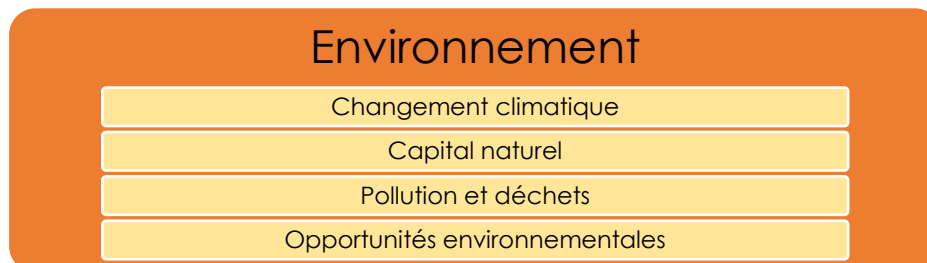 Environnement
Changement climatique
Capital naturel
Pollution et déchets
Opportunités environnementales